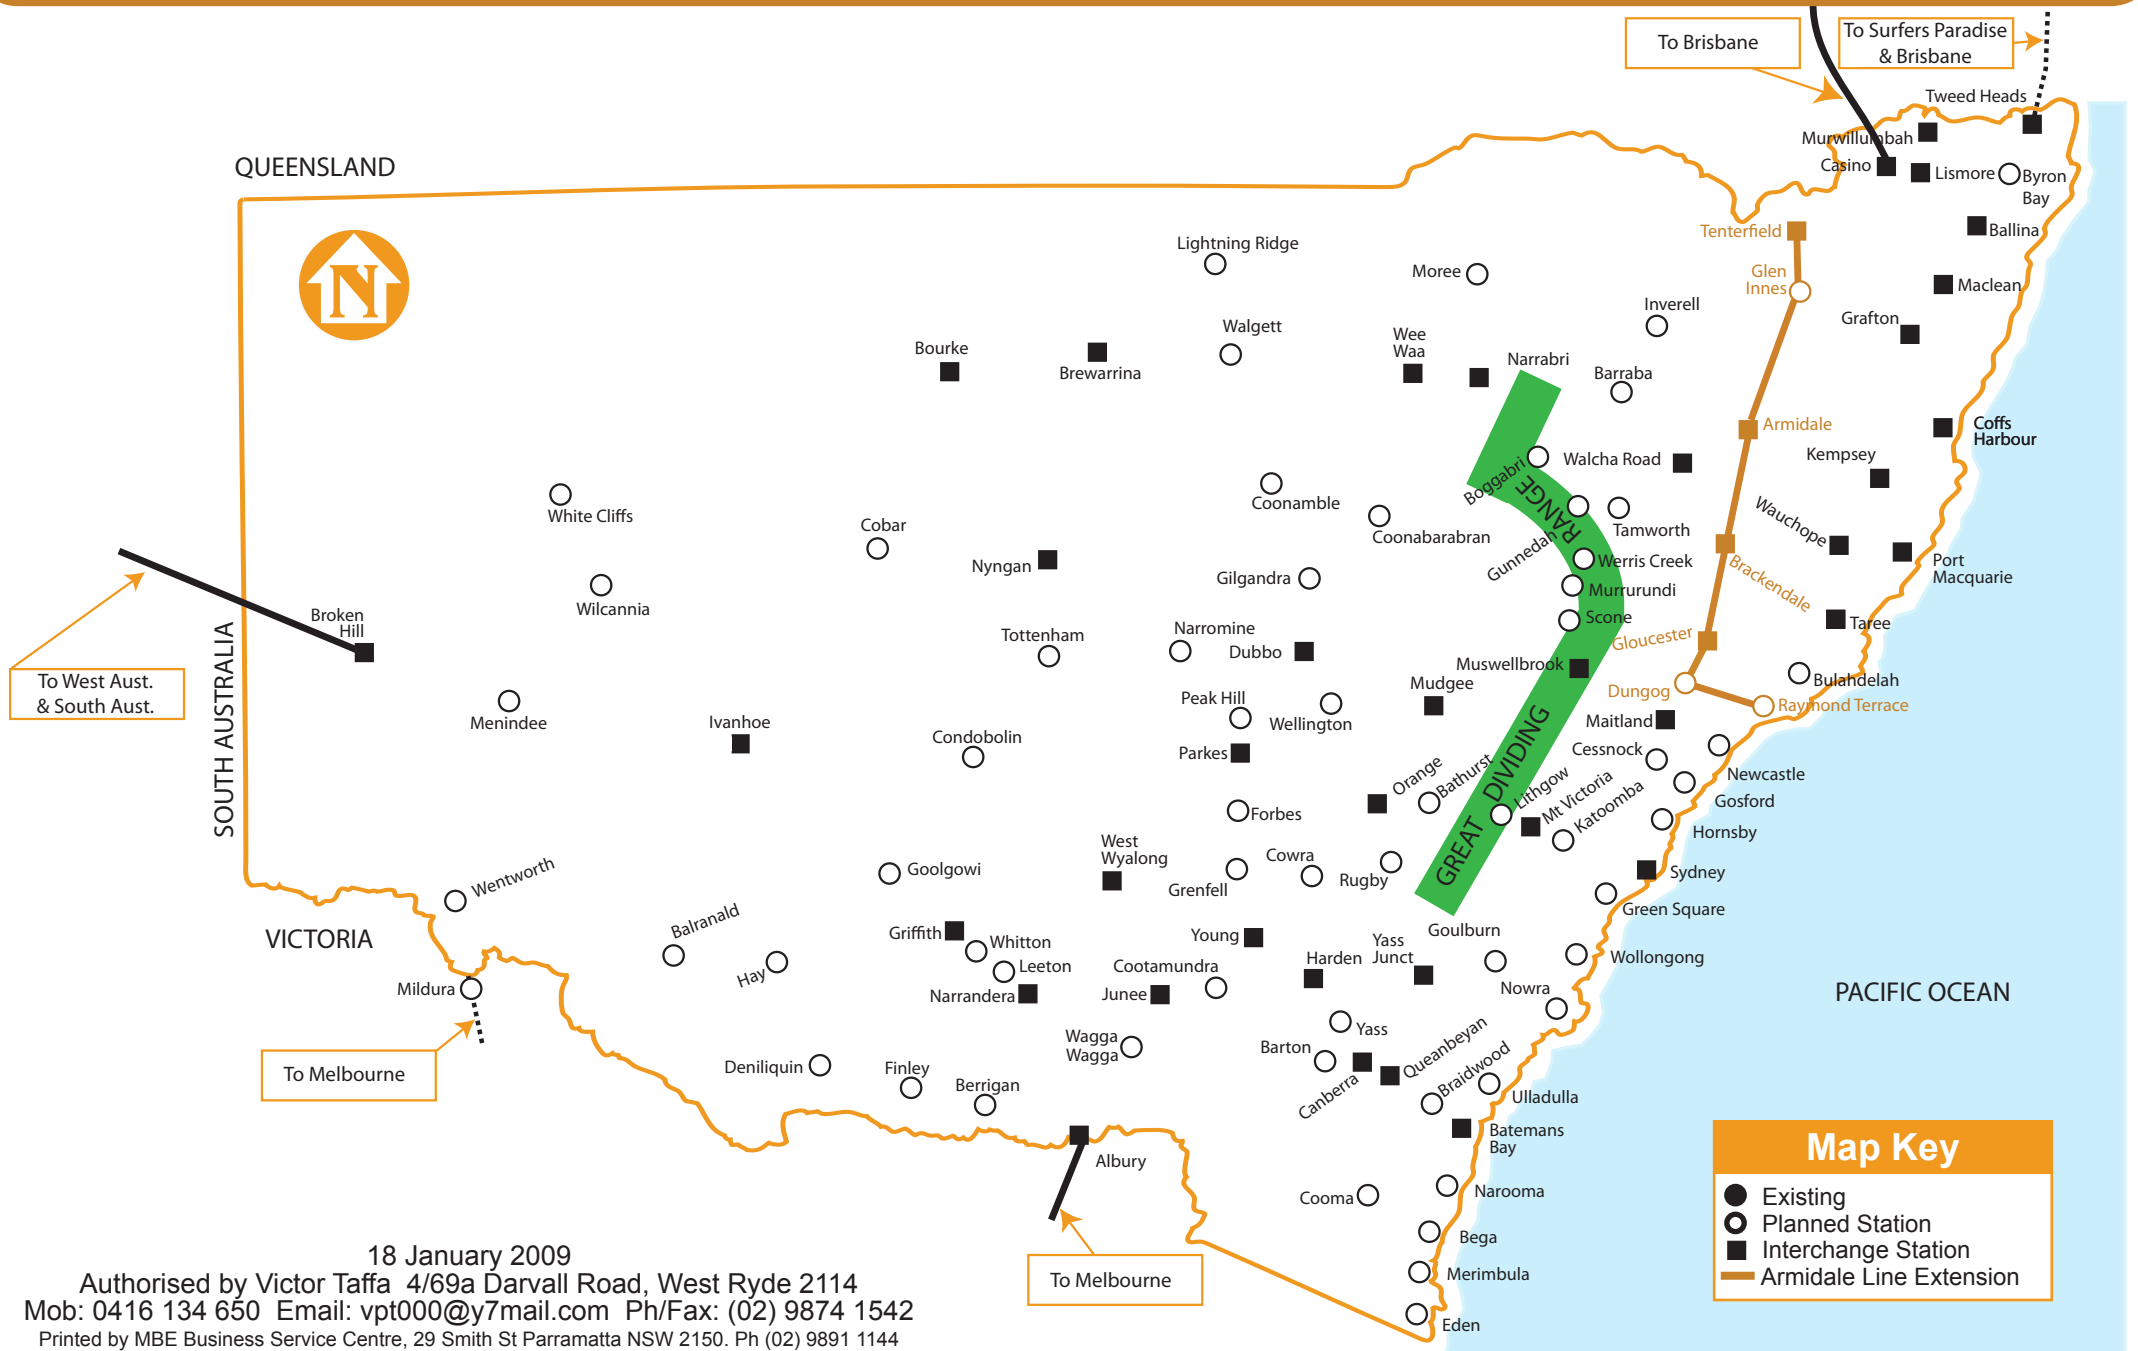 To Brisbane
To Surfers Paradise
& Brisbane
Tweed Heads
Murwillumbah
Casino
Lismore
Byron
Bay
QUEENSLAND
N
Ballina
Tenterfield
Lightning Ridge
Moree
Glen
Innes
Maclean
Inverell
Grafton
Walgett
Wee
Waa
Bourke
Narrabri
Brewarrina
Barraba
Armidale
Coffs
Harbour
Kempsey
Walcha Road
Boggabri
RANGE
White Cliffs
Coonamble
Cobar
Coonabarabran
Tamworth
Wauchope
Gunnedah
Nyngan
Gilgandra
Werris Creek
Port
Macquarie
Brackendale
Murrurundi
Wilcannia
Broken
Hill
Scone
Taree
Narromine
Tottenham
Gloucester
Dubbo
Muswellbrook
SOUTH AUSTRALIA
To West Aust.
& South Aust.
Mudgee
Bulahdelah
Dungog
Peak Hill
Raymond Terrace
Menindee
Ivanhoe
Wellington
Maitland
Condobolin
Parkes
Cessnock
GREAT DIVIDING
Orange
Bathurst
Lithgow
Mt Victoria
Katoomba
Newcastle
Gosford
Forbes
Hornsby
West
Wyalong
Cowra
Goolgowi
Rugby
Sydney
Wentworth
Grenfell
Green Square
Balranald
VICTORIA
Griffith
Young
Goulburn
Whitton
Yass
Junct
Harden
Wollongong
Leeton
Cootamundra
Hay
Mildura
Narrandera
Junee
Nowra
PACIFIC OCEAN
Yass
Wagga
Wagga
Barton
Queanbeyan
Braidwood
Canberra
To Melbourne
Deniliquin
Finley
Berrigan
Ulladulla
Batemans
Bay
Albury
Map Key
Existing
Planned Station
Interchange Station
Armidale Line Extension
Cooma
Narooma
Bega
Merimbula
Eden
To Melbourne
18 January 2009
Authorised by Victor Taffa 4/69a Darvall Road, West Ryde 2114
Mob: 0416 134 650 Email: vpt000@y7mail.com Ph/Fax: (02) 9874 1542
Printed by MBE Business Service Centre, 29 Smith St Parramatta NSW 2150. Ph (02) 9891 1144